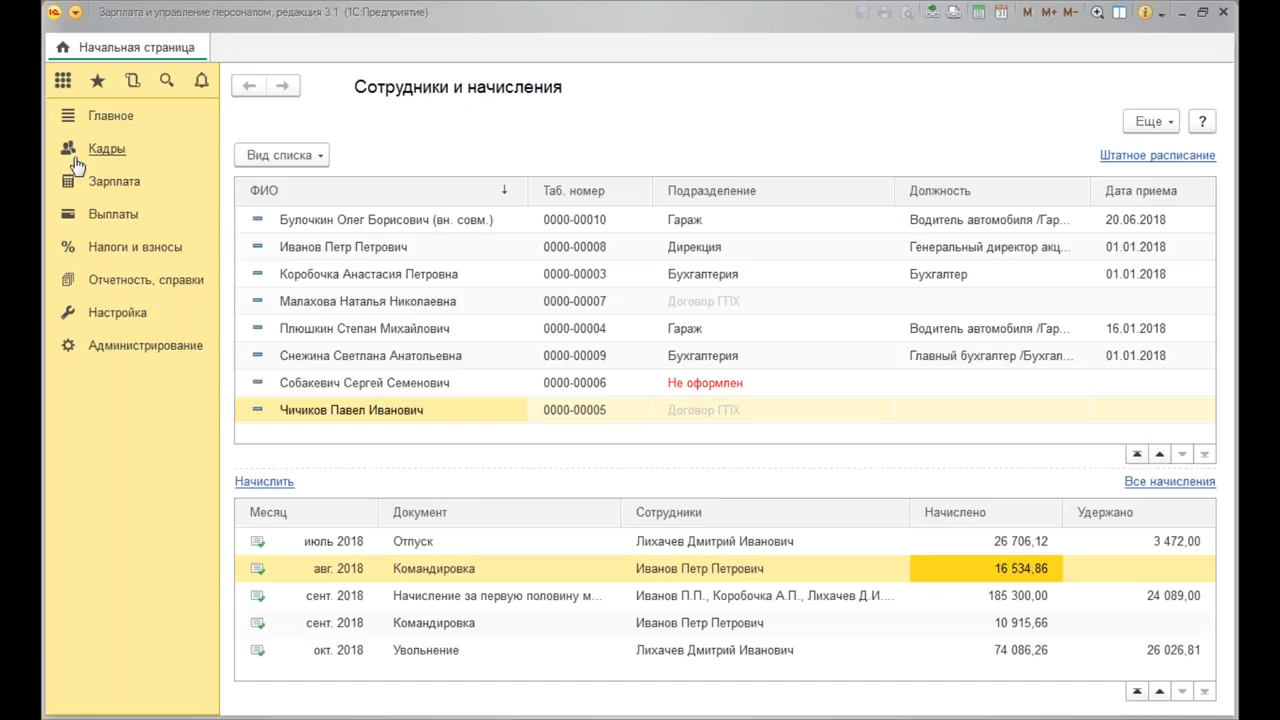 Зарплата и управление персоналом, редакция 3.1 (1С:Предприятие)
M M+ M-
Начальная страница
Главное
Кадры
Зарплата
Выплаты
Налоги и взносы
Отчетность, справки
Настройка
Администрирование
Сотрудники и начисления
Еще ?
Вид списка Штатное расписание
ФИО ↓ Таб. номер Подразделение Должность Дата приема
Булочкин Олег Борисович (вн. совм.) 0000-00010 Гараж Водитель автомобиля /Гар... 20.06.2018
Иванов Петр Петрович 0000-00008 Дирекция Генеральный директор акц... 01.01.2018
Коробочка Анастасия Петровна 0000-00003 Бухгалтерия Бухгалтер 01.01.2018
Малахова Наталья Николаевна 0000-00007 Договор ГПХ
Плюшкин Степан Михайлович 0000-00004 Гараж Водитель автомобиля /Гар... 16.01.2018
Снежина Светлана Анатольевна 0000-00009 Бухгалтерия Главный бухгалтер /Бухгал... 01.01.2018
Собакевич Сергей Семенович 0000-00006 Не оформлен
Чичиков Павел Иванович 0000-00005 Договор ГПХ
Начислить Все начисления
Месяц Документ Сотрудники Начислено Удержано
июль 2018 Отпуск Лихачев Дмитрий Иванович 26 706,12 3 472,00
авг. 2018 Командировка Иванов Петр Петрович 16 534,86
сент. 2018 Начисление за первую половину м... Иванов П.П., Коробочка А.П., Лихачев Д.И.... 185 300,00 24 089,00
сент. 2018 Командировка Иванов Петр Петрович 10 915,66
окт. 2018 Увольнение Лихачев Дмитрий Иванович 74 086,26 26 026,81